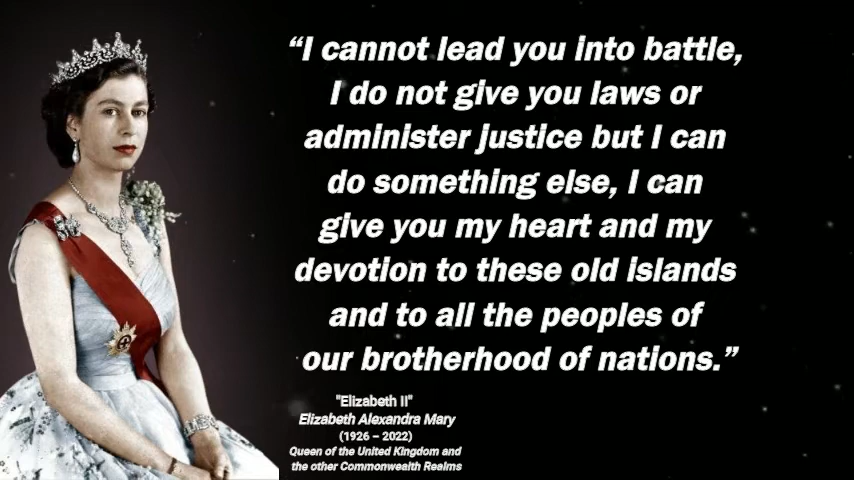 “I cannot lead you into battle,
I do not give you laws or
administer justice but I can
do something else, I can
give you my heart and my
devotion to these old islands
and to all the peoples of
our brotherhood of nations.”
"Elizabeth II"
Elizabeth Alexandra Mary
(1926 – 2022)
Queen of the United Kingdom and
the other Commonwealth Realms